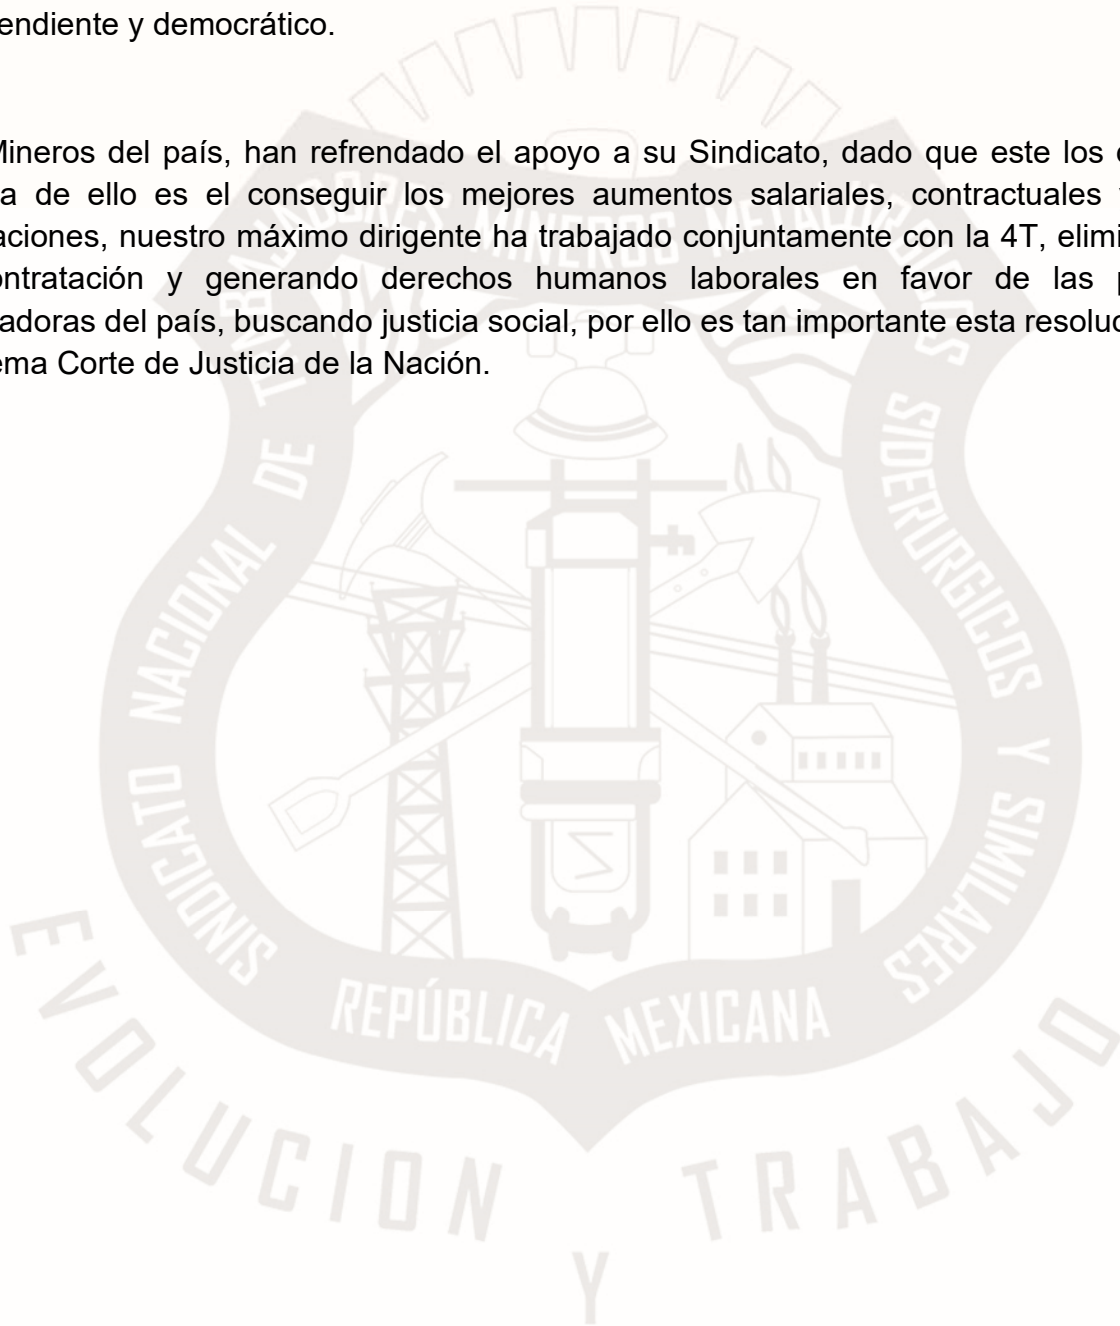 endiente y democrático.
Mineros del país, han refrendado el apoyo a su Sindicato, dado que este los
a de ello es el conseguir los mejores aumentos salariales, contractuales
aciones, nuestro máximo dirigente ha trabajado conjuntamente con la 4T, elimi
ontratación y generando derechos humanos laborales en favor de las p
adoras del país, buscando justicia social, por ello es tan importante esta resoluc
ema Corte de Justicia de la Nación.
SINDICATO NACIONAL DE TRABAJADORES MINEROS METALÚRGICOS SIDERURGICOS Y SIMILARES
REPÚBLICA MEXICANA
EVOLUCION Y TRABAJO